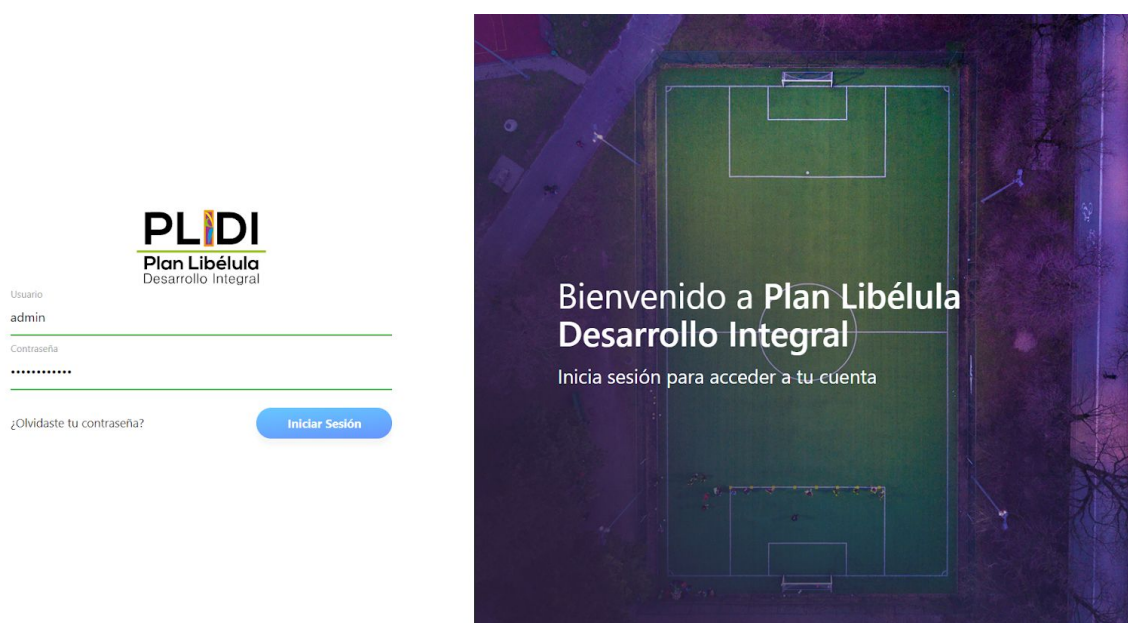 PLIDI
Plan Libélula
Desarrollo Integral
Usuario
admin
Contraseña
••••••••••••
¿Olvidaste tu contraseña?
Iniciar Sesión
Bienvenido a Plan Libélula
Desarrollo Integral
Inicia sesión para acceder a tu cuenta